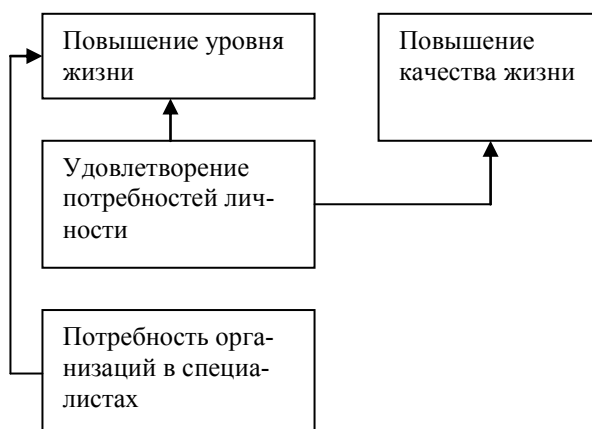 Повышение уровня
жизни
Повышение
качества жизни
Удовлетворение
потребностей лич-
ности
Потребность орга-
низаций в специа-
листах